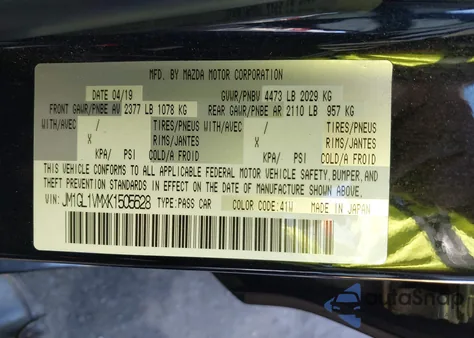 MFD. BY MAZDA MOTOR CORPORATION
DATE 04/19 GVWR/PNBV 4473 LB 2029 KG
FRONT GAWR/PNBE AV 2377 LB 1078 KG REAR GAWR/PNBE AR 2110 LB 957 KG
WITH/AVEC / TIRES/PNEUS WITH/AVEC / TIRES/PNEUS
X RIMS/JANTES X RIMS/JANTES
KPA/ PSI COLD/A FROID KPA/ PSI COLD/A FROID
THIS VEHICLE CONFORMS TO ALL APPLICABLE FEDERAL MOTOR VEHICLE SAFETY, BUMPER, AND
THEFT PREVENTION STANDARDS IN EFFECT ON THE DATE OF MANUFACTURE SHOWN ABOVE.
VIN: JM1GL1VMXK1505628 TYPE:PASS CAR COLOR CODE:41W MADE IN JAPAN
autoSnap